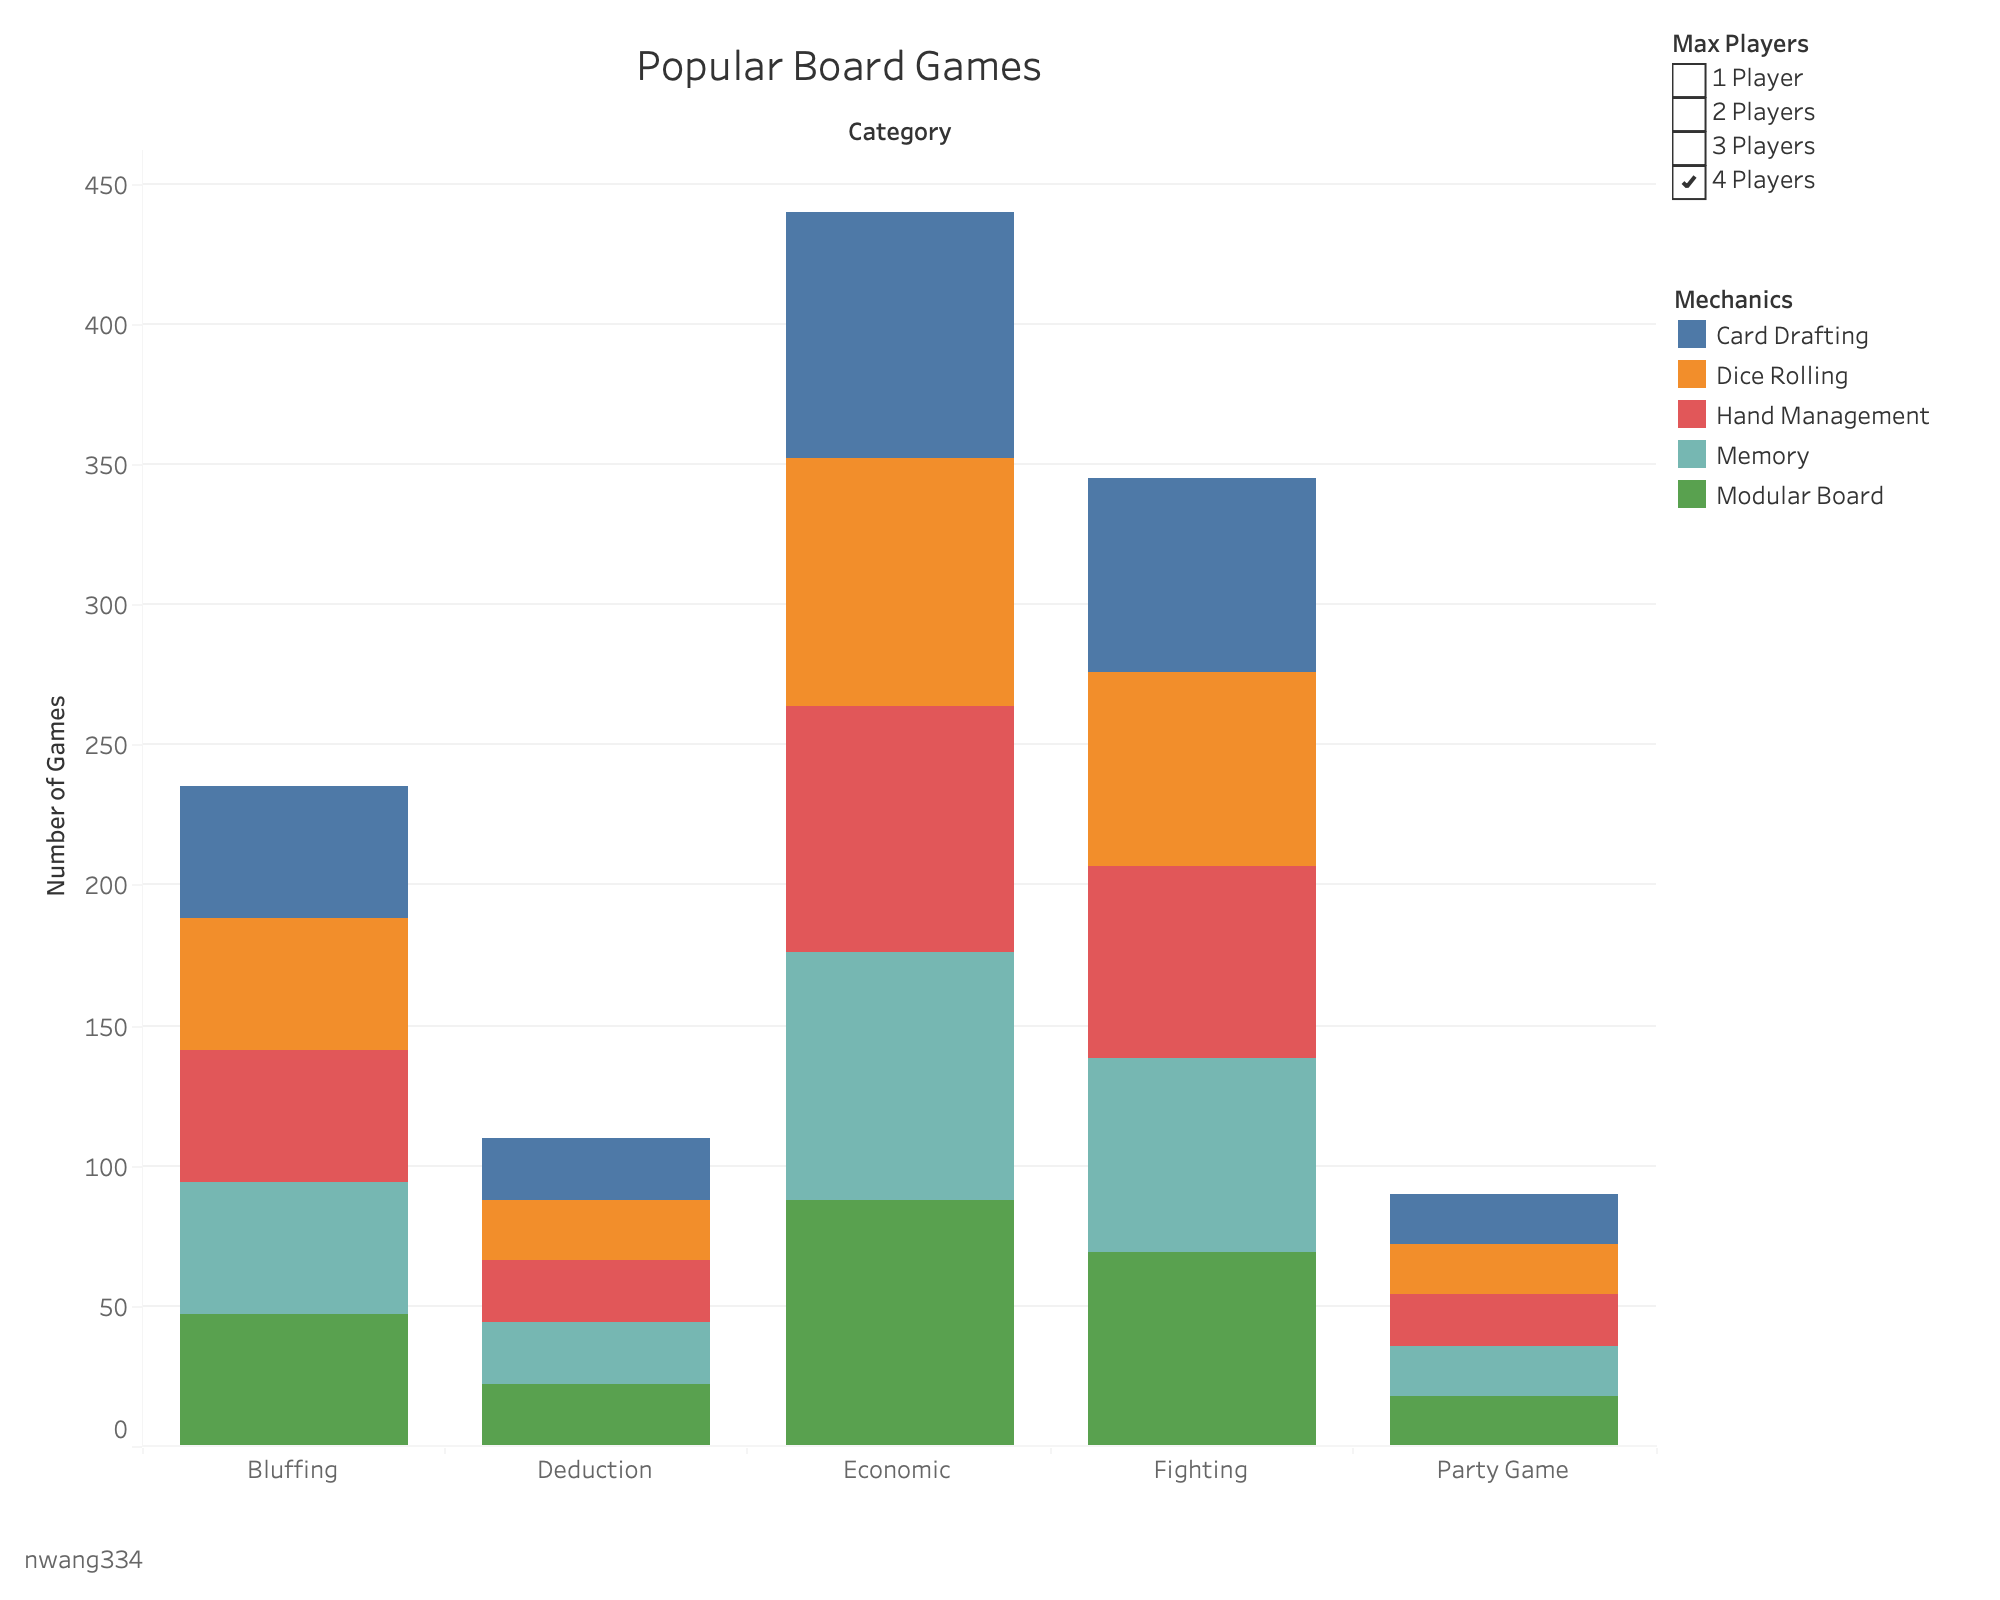 Popular Board Games
Category
Number of Games
450
400
350
300
250
200
150
100
50
0
Bluffing
Deduction
Economic
Fighting
Party Game
Max Players
1 Player
2 Players
3 Players
4 Players
Mechanics
Card Drafting
Dice Rolling
Hand Management
Memory
Modular Board
nwang334